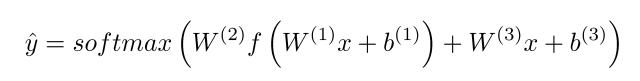 ŷ = softmax(W⁽²⁾f(W⁽¹⁾x + b⁽¹⁾) + W⁽³⁾x + b⁽³⁾)